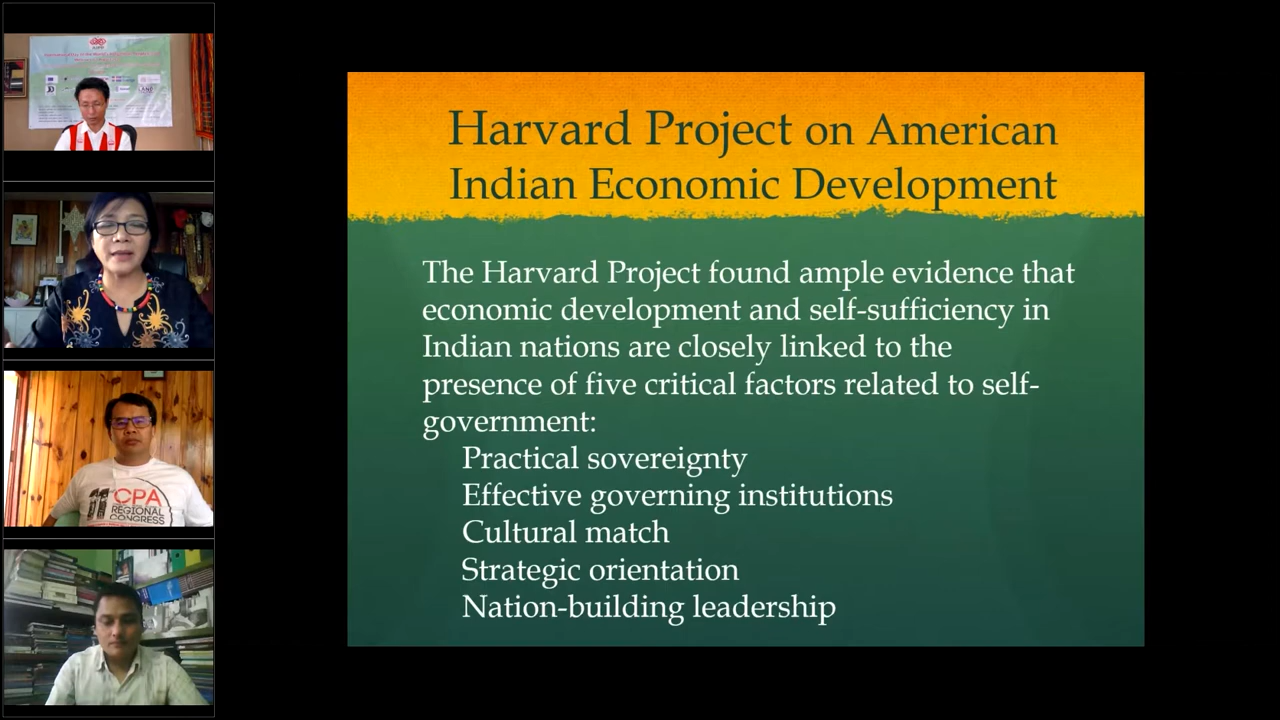 Harvard Project on American
Indian Economic Development
The Harvard Project found ample evidence that
economic development and self-sufficiency in
Indian nations are closely linked to the
presence of five critical factors related to self-
government:
Practical sovereignty
Effective governing institutions
Cultural match
Strategic orientation
Nation-building leadership
11
CPA
REGIONAL
CONGRESS